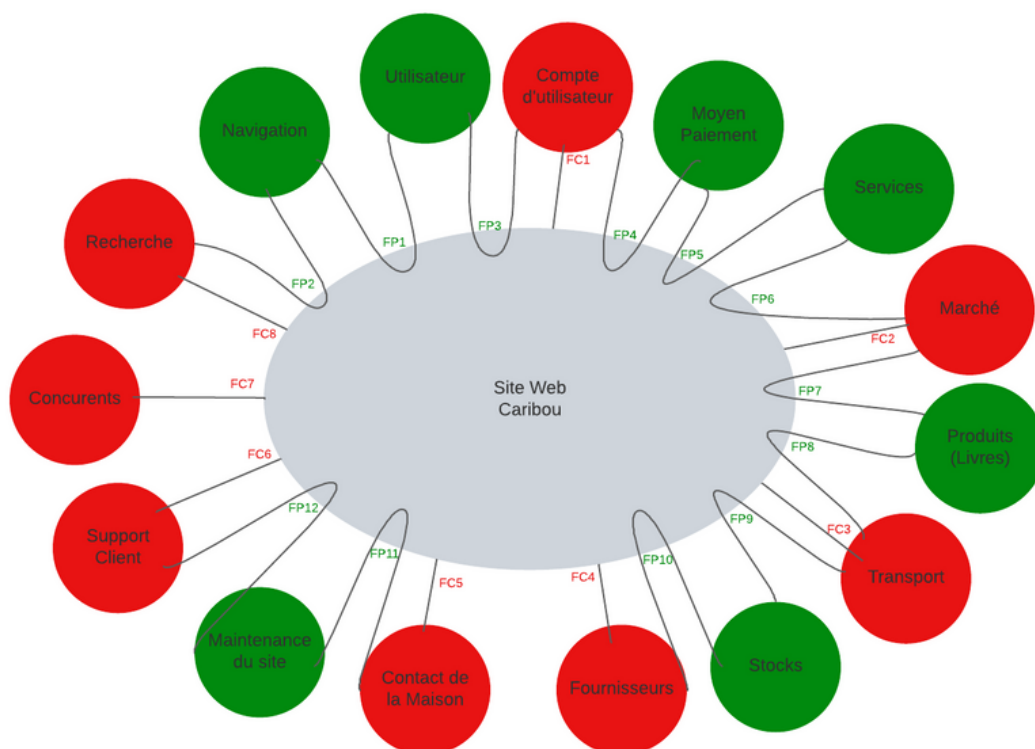 Utilisateur
Compte
d'utilisateur
Moyen
Paiement
Navigation
Services
FC1
FP3
FP4
FP1
FP5
Recherche
FP2
FP6
Marché
FC8
FC2
Site Web
Caribou
FC7
Concurents
FP7
Produits
(Livres)
FP8
FC6
FP12
FP9
Support
Client
FC3
FP11
FP10
Transport
FC5
FC4
Maintenance
du site
Contact de
la Maison
Fournisseurs
Stocks